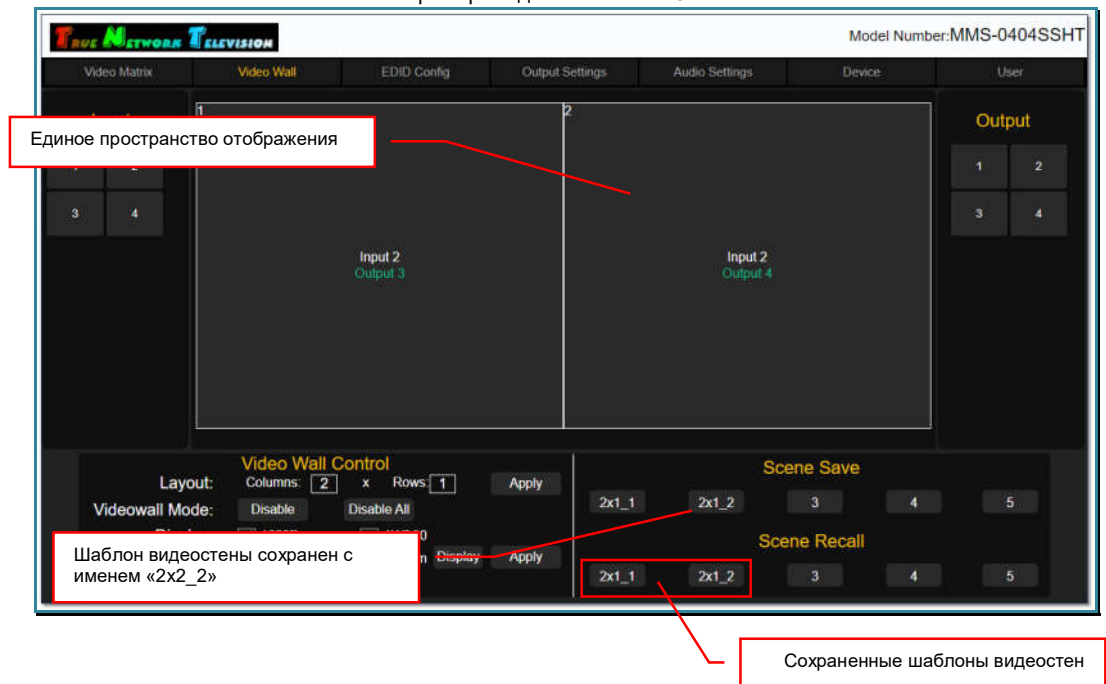 True Network Television
Model Number:MMS-0404SSHT
Video Matrix Video Wall EDID Config Output Settings Audio Settings Device User
1 2
Output
Единое пространство отображения
1 2
3 4
3 4
Input 2
Output 3
Input 2
Output 4
Video Wall Control
Layout: Columns: 2 x Rows: 1 Apply
Videowall Mode: Disable Disable All
Display Apply
Шаблон видеостены сохранен с
именем «2x2_2»
Scene Save
2x1_1 2x1_2 3 4 5
Scene Recall
2x1_1 2x1_2 3 4 5
Сохраненные шаблоны видеостен